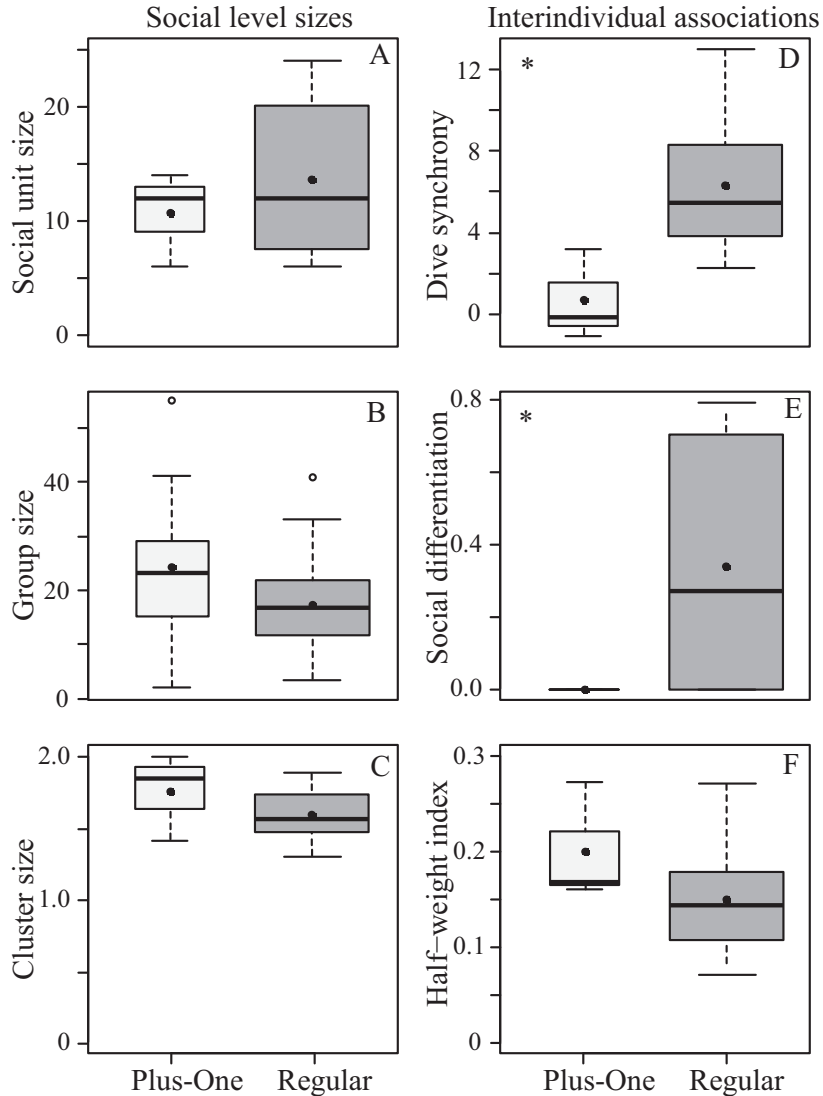 Social level sizes
Interindividual associations
A
Social unit size
20
10
0
D
*
Dive synchrony
12
8
4
0
B
Group size
40
20
0
E
*
Social differentiation
0.8
0.4
0.0
C
Cluster size
2.0
1.0
0
Plus-One Regular
F
Half−weight index
0.3
0.2
0.1
0
Plus-One Regular